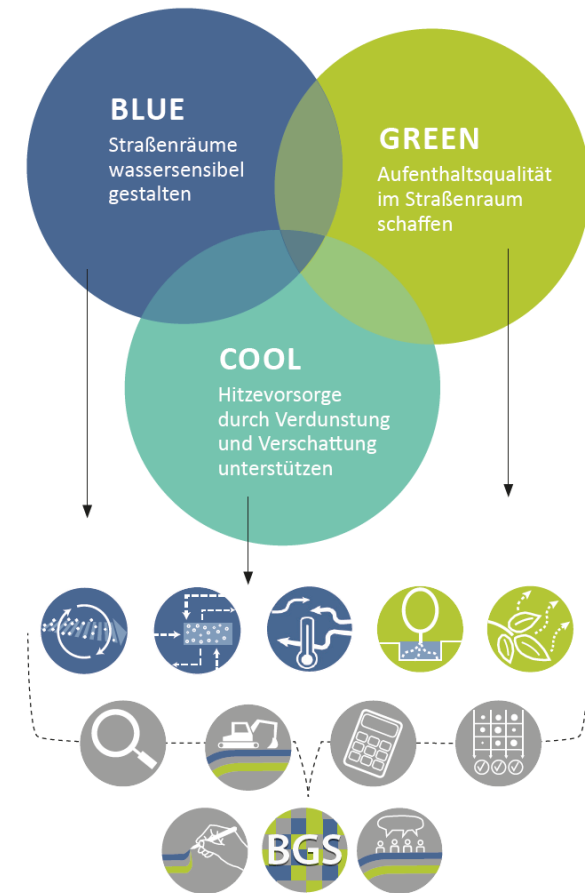 BLUE
Straßenräume
wassersensibel
gestalten
GREEN
Aufenthaltsqualität
im Straßenraum
schaffen
COOL
Hitzevorsorge
durch Verdunstung
und Verschattung
unterstützen
BGS